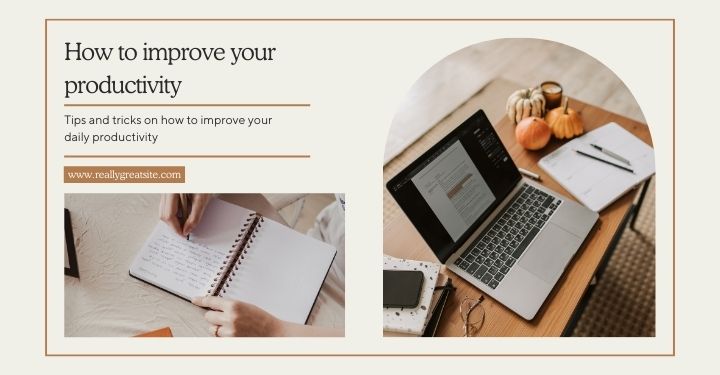 How to improve your
productivity
Tips and tricks on how to improve your
daily productivity
www.reallygreatsite.com